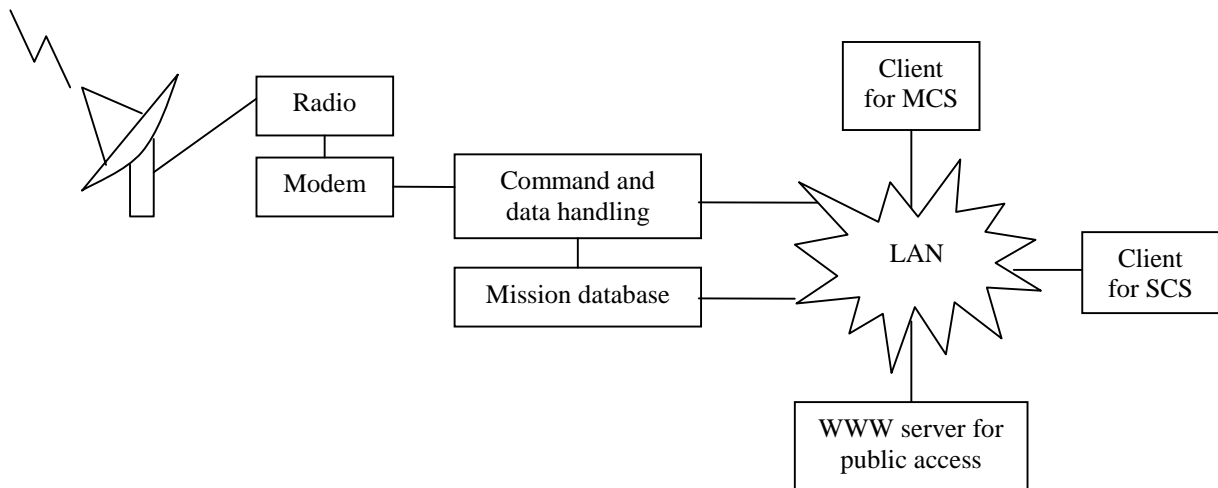 Client
for MCS
Radio
Modem
Command and
data handling
LAN
Client
for SCS
Mission database
WWW server for
public access